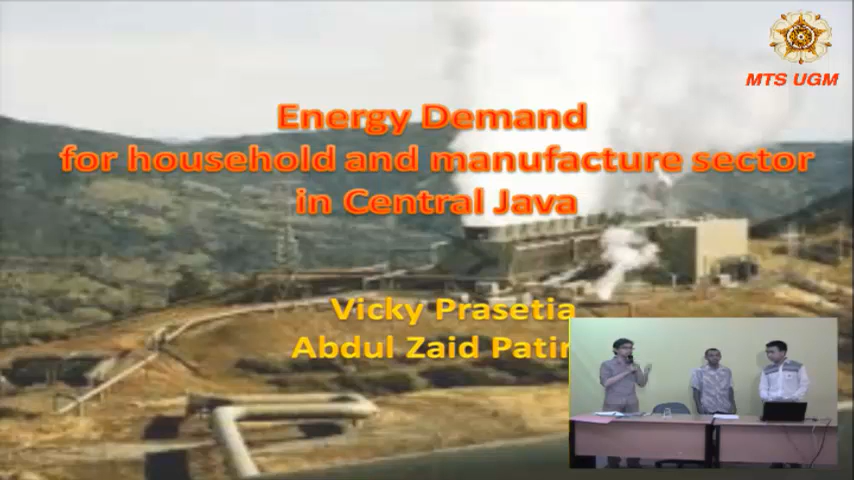 MTS UGM
Energy Demand
for household and manufacture sector
in Central Java
Vicky Prasetia
Abdul Zaid